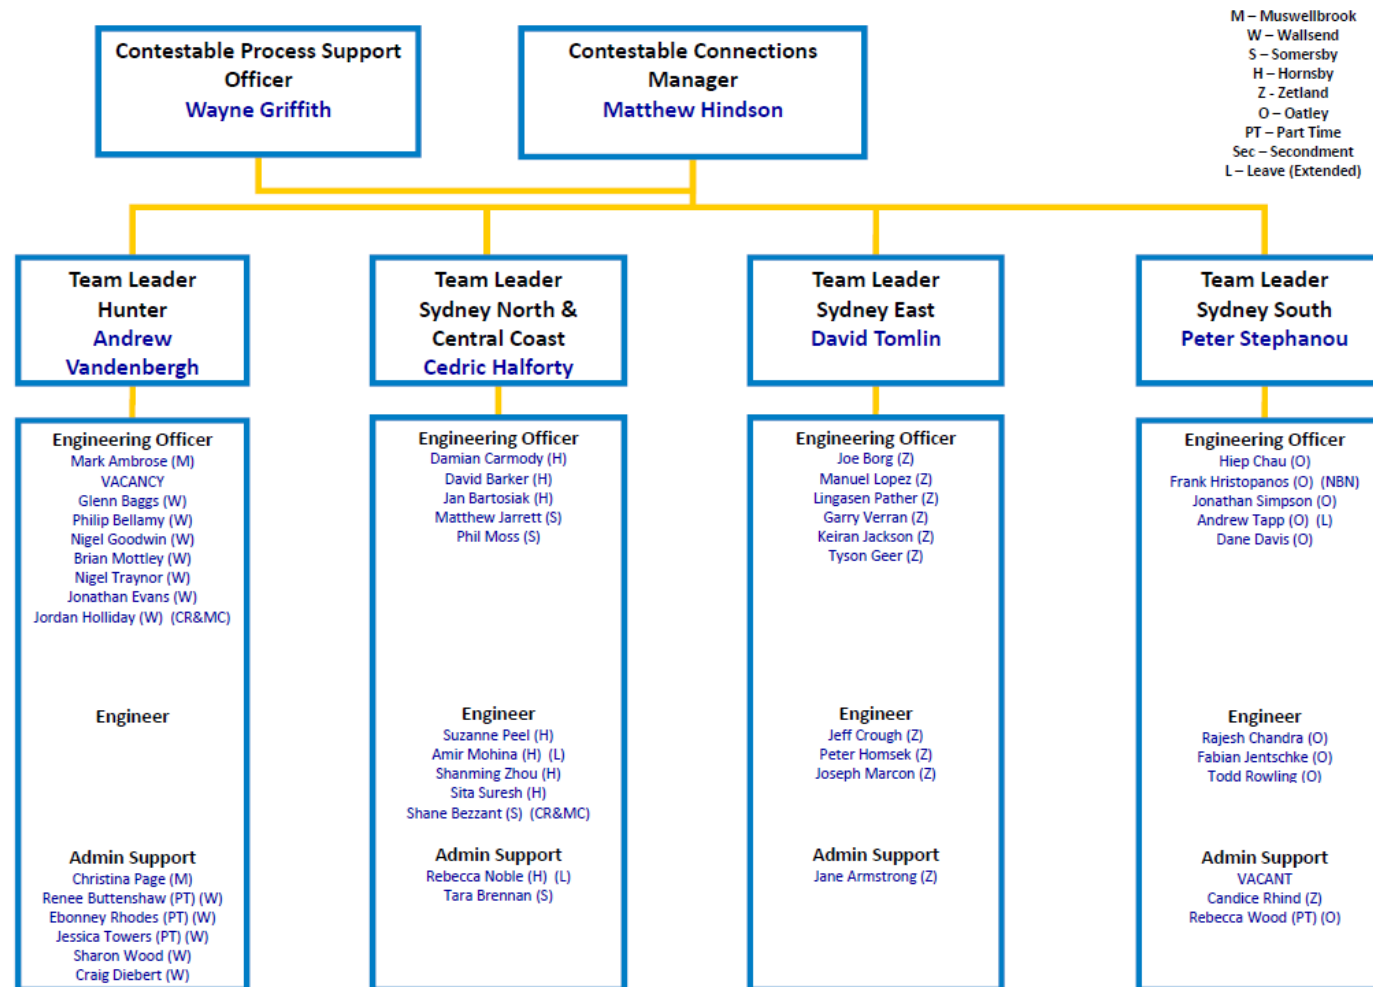 Contestable Process Support
Officer
Wayne Griffith
Contestable Connections
Manager
Matthew Hindson
M – Muswellbrook
W – Wallsend
S – Somersby
H – Hornsby
Z - Zetland
O – Oatley
PT – Part Time
Sec – Secondment
L – Leave (Extended)
Team Leader
Hunter
Andrew
Vandenbergh
Team Leader
Sydney North &
Central Coast
Cedric Halforty
Team Leader
Sydney East
David Tomlin
Team Leader
Sydney South
Peter Stephanou
Engineering Officer
Mark Ambrose (M)
VACANCY
Glenn Baggs (W)
Philip Bellamy (W)
Nigel Goodwin (W)
Brian Mottley (W)
Nigel Traynor (W)
Jonathan Evans (W)
Jordan Holliday (W) (CR&MC)
Engineer
Admin Support
Christina Page (M)
Renee Buttenshaw (PT) (W)
Ebonney Rhodes (PT) (W)
Jessica Towers (PT) (W)
Sharon Wood (W)
Craig Diebert (W)
Engineering Officer
Damian Carmody (H)
David Barker (H)
Jan Bartosiak (H)
Matthew Jarrett (S)
Phil Moss (S)
Engineer
Suzanne Peel (H)
Amir Mohina (H) (L)
Shanming Zhou (H)
Sita Suresh (H)
Shane Bezzant (S) (CR&MC)
Admin Support
Rebecca Noble (H) (L)
Tara Brennan (S)
Engineering Officer
Joe Borg (Z)
Manuel Lopez (Z)
Lingasen Pather (Z)
Garry Verran (Z)
Keiran Jackson (Z)
Tyson Geer (Z)
Engineer
Jeff Crough (Z)
Peter Homsek (Z)
Joseph Marcon (Z)
Admin Support
Jane Armstrong (Z)
Engineering Officer
Hiep Chau (O)
Frank Hristopanos (O) (NBN)
Jonathan Simpson (O)
Andrew Tapp (O) (L)
Dane Davis (O)
Engineer
Rajesh Chandra (O)
Fabian Jentschke (O)
Todd Rowling (O)
Admin Support
VACANT
Candice Rhind (Z)
Rebecca Wood (PT) (O)